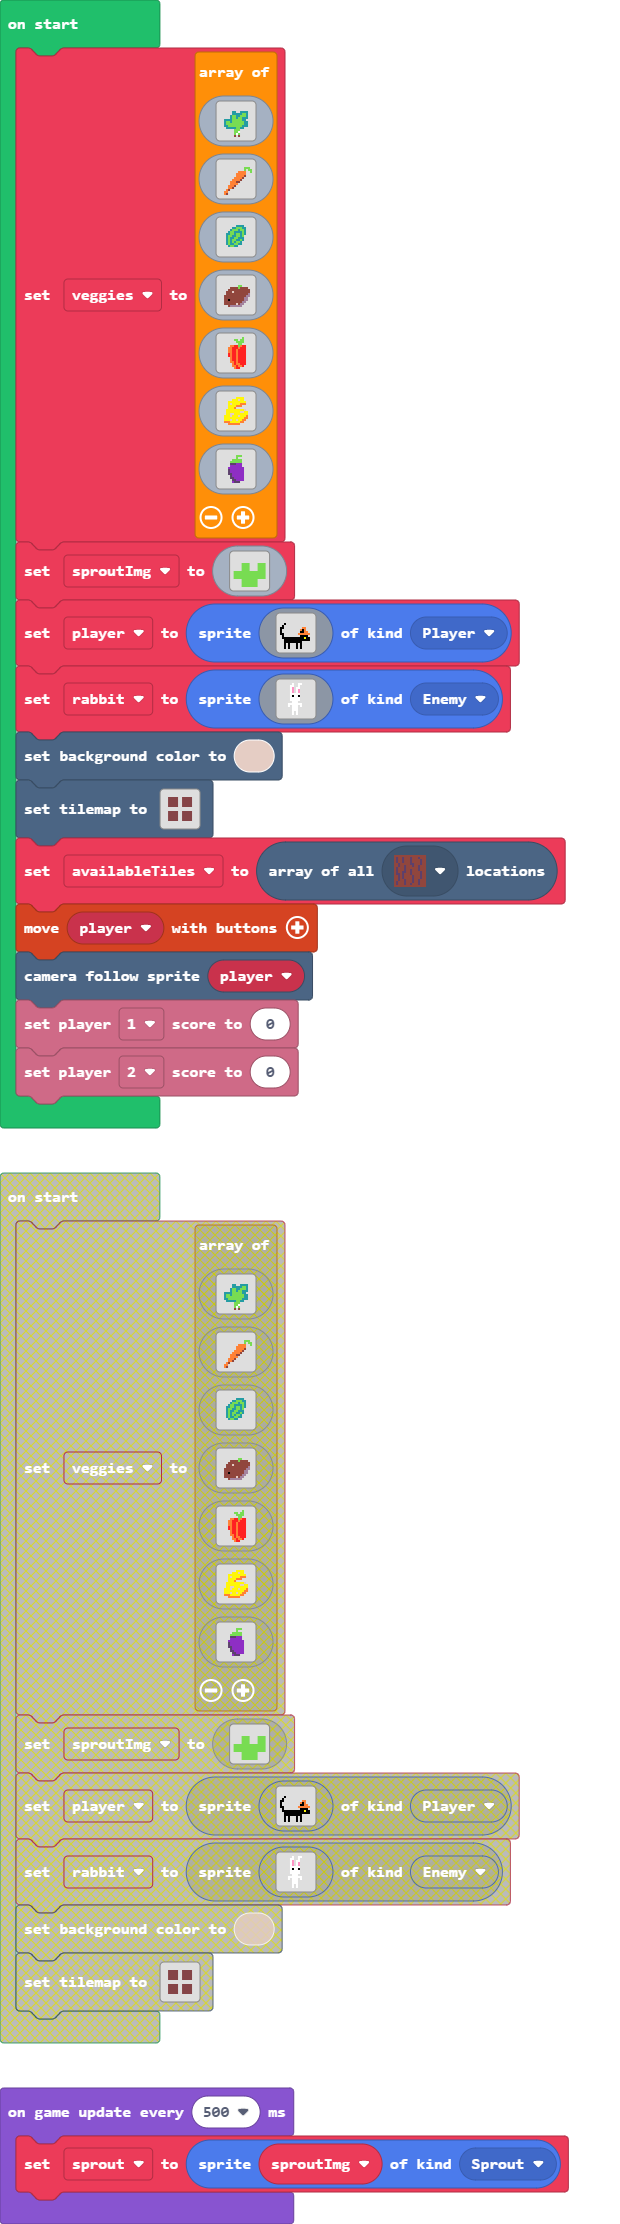 on start
array of
set veggies to
set sproutImg to
set player to sprite of kind Player
set rabbit to sprite of kind Enemy
set background color to
set tilemap to
set availableTiles to array of all locations
move player with buttons
camera follow sprite player
set player 1 score to 0
set player 2 score to 0
on start
array of
set veggies to
set sproutImg to
set player to sprite of kind Player
set rabbit to sprite of kind Enemy
set background color to
set tilemap to
on game update every 500 ms
set sprout to sprite sproutImg of kind Sprout